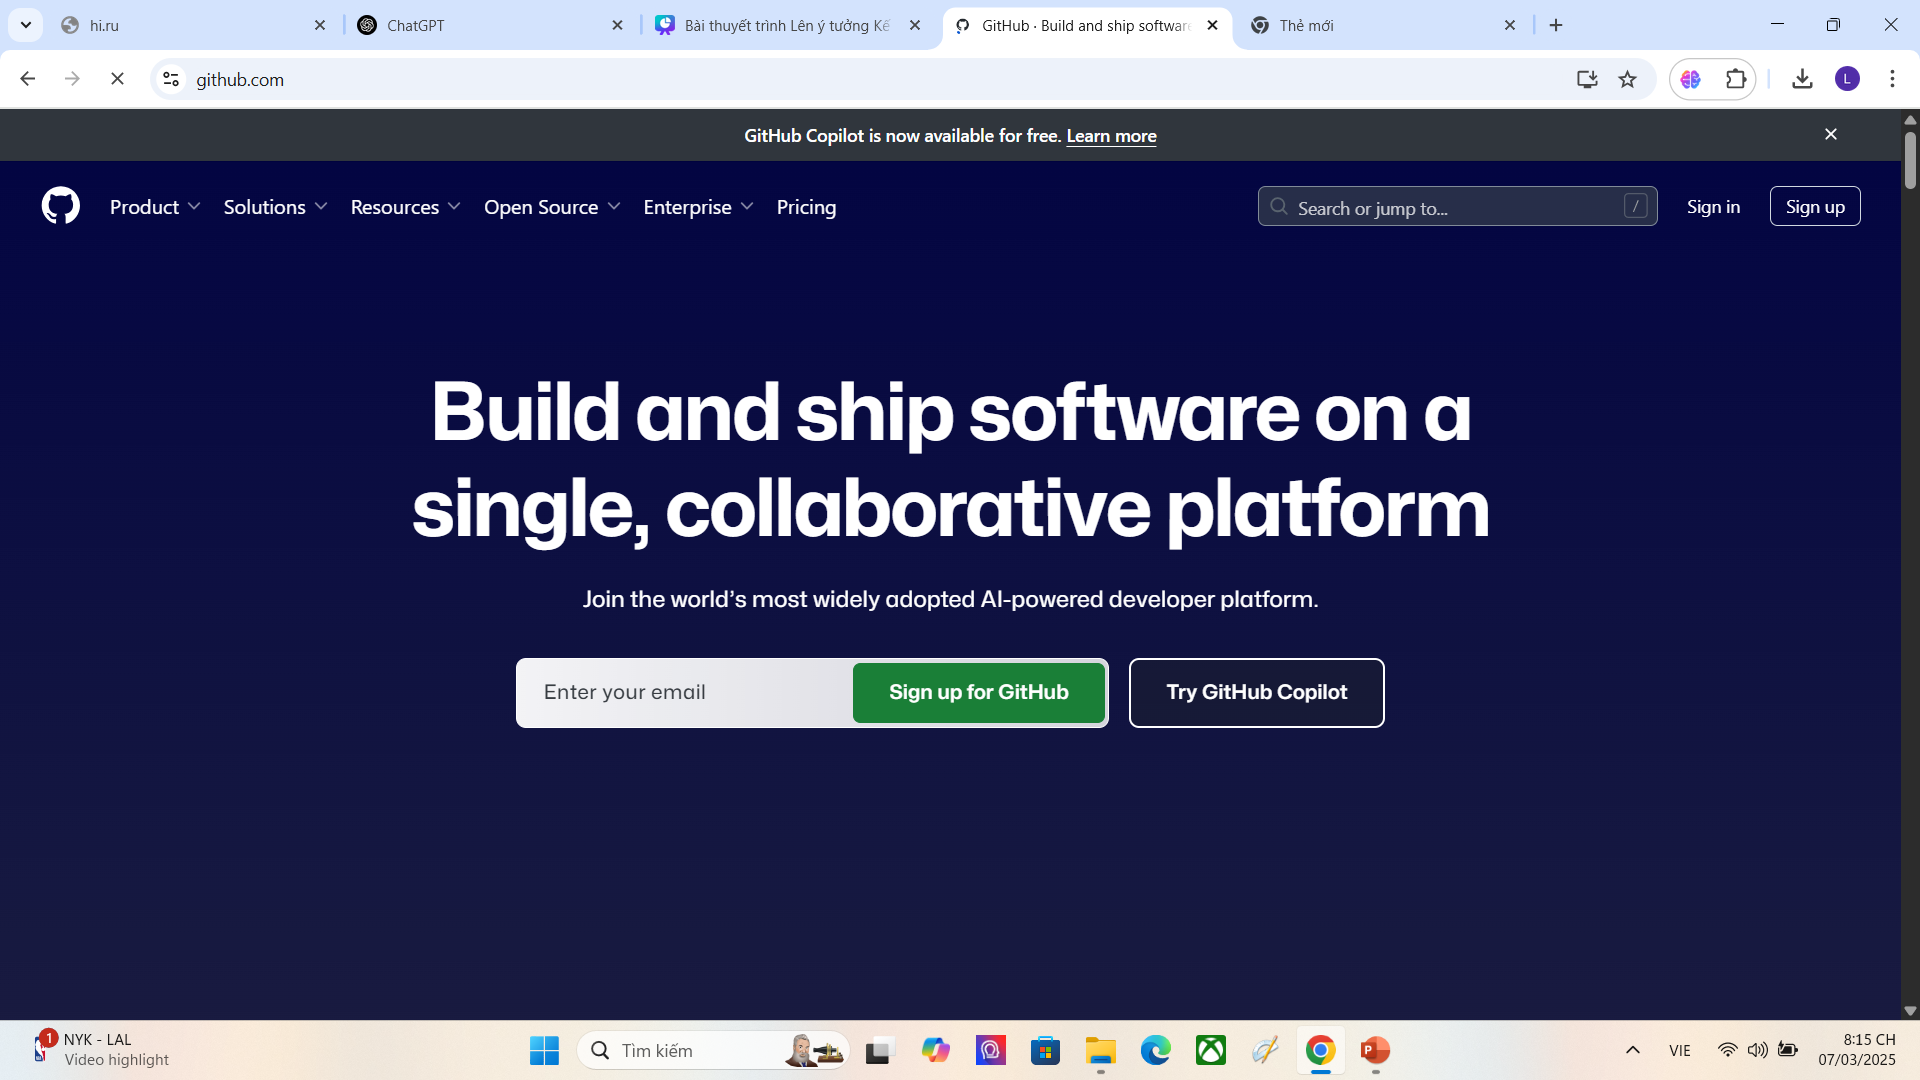 hi.ru
ChatGPT
Bài thuyết trình Lên ý tưởng Kế
GitHub · Build and ship software
Thẻ mới
github.com
L
GitHub Copilot is now available for free. Learn more
Product
Solutions
Resources
Open Source
Enterprise
Pricing
Search or jump to...
/
Sign in
Sign up
Build and ship software on a
single, collaborative platform
Join the world’s most widely adopted AI-powered developer platform.
Enter your email
Sign up for GitHub
Try GitHub Copilot
1
NYK - LAL
Video highlight
Tìm kiếm
P
VIE
8:15 CH
07/03/2025